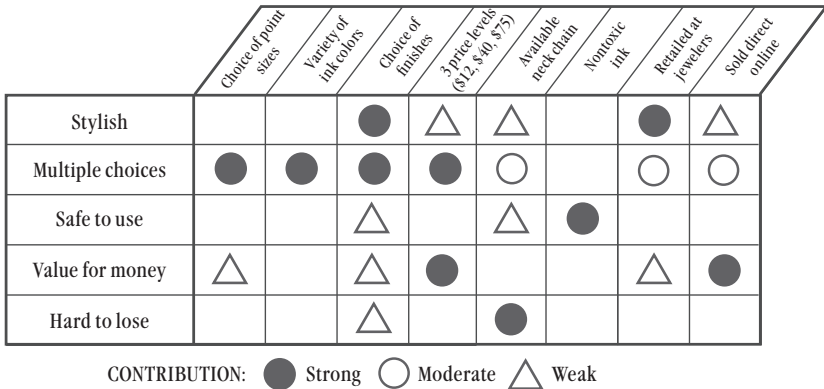 Choice of point
sizes
Variety of
ink colors
Choice of
finishes
3 price levels
($12, $40, $75)
Available
neck chain
Nontoxic
ink
Retailed at
jewelers
Sold direct
online
Stylish
Multiple choices
Safe to use
Value for money
Hard to lose
CONTRIBUTION: Strong Moderate Weak